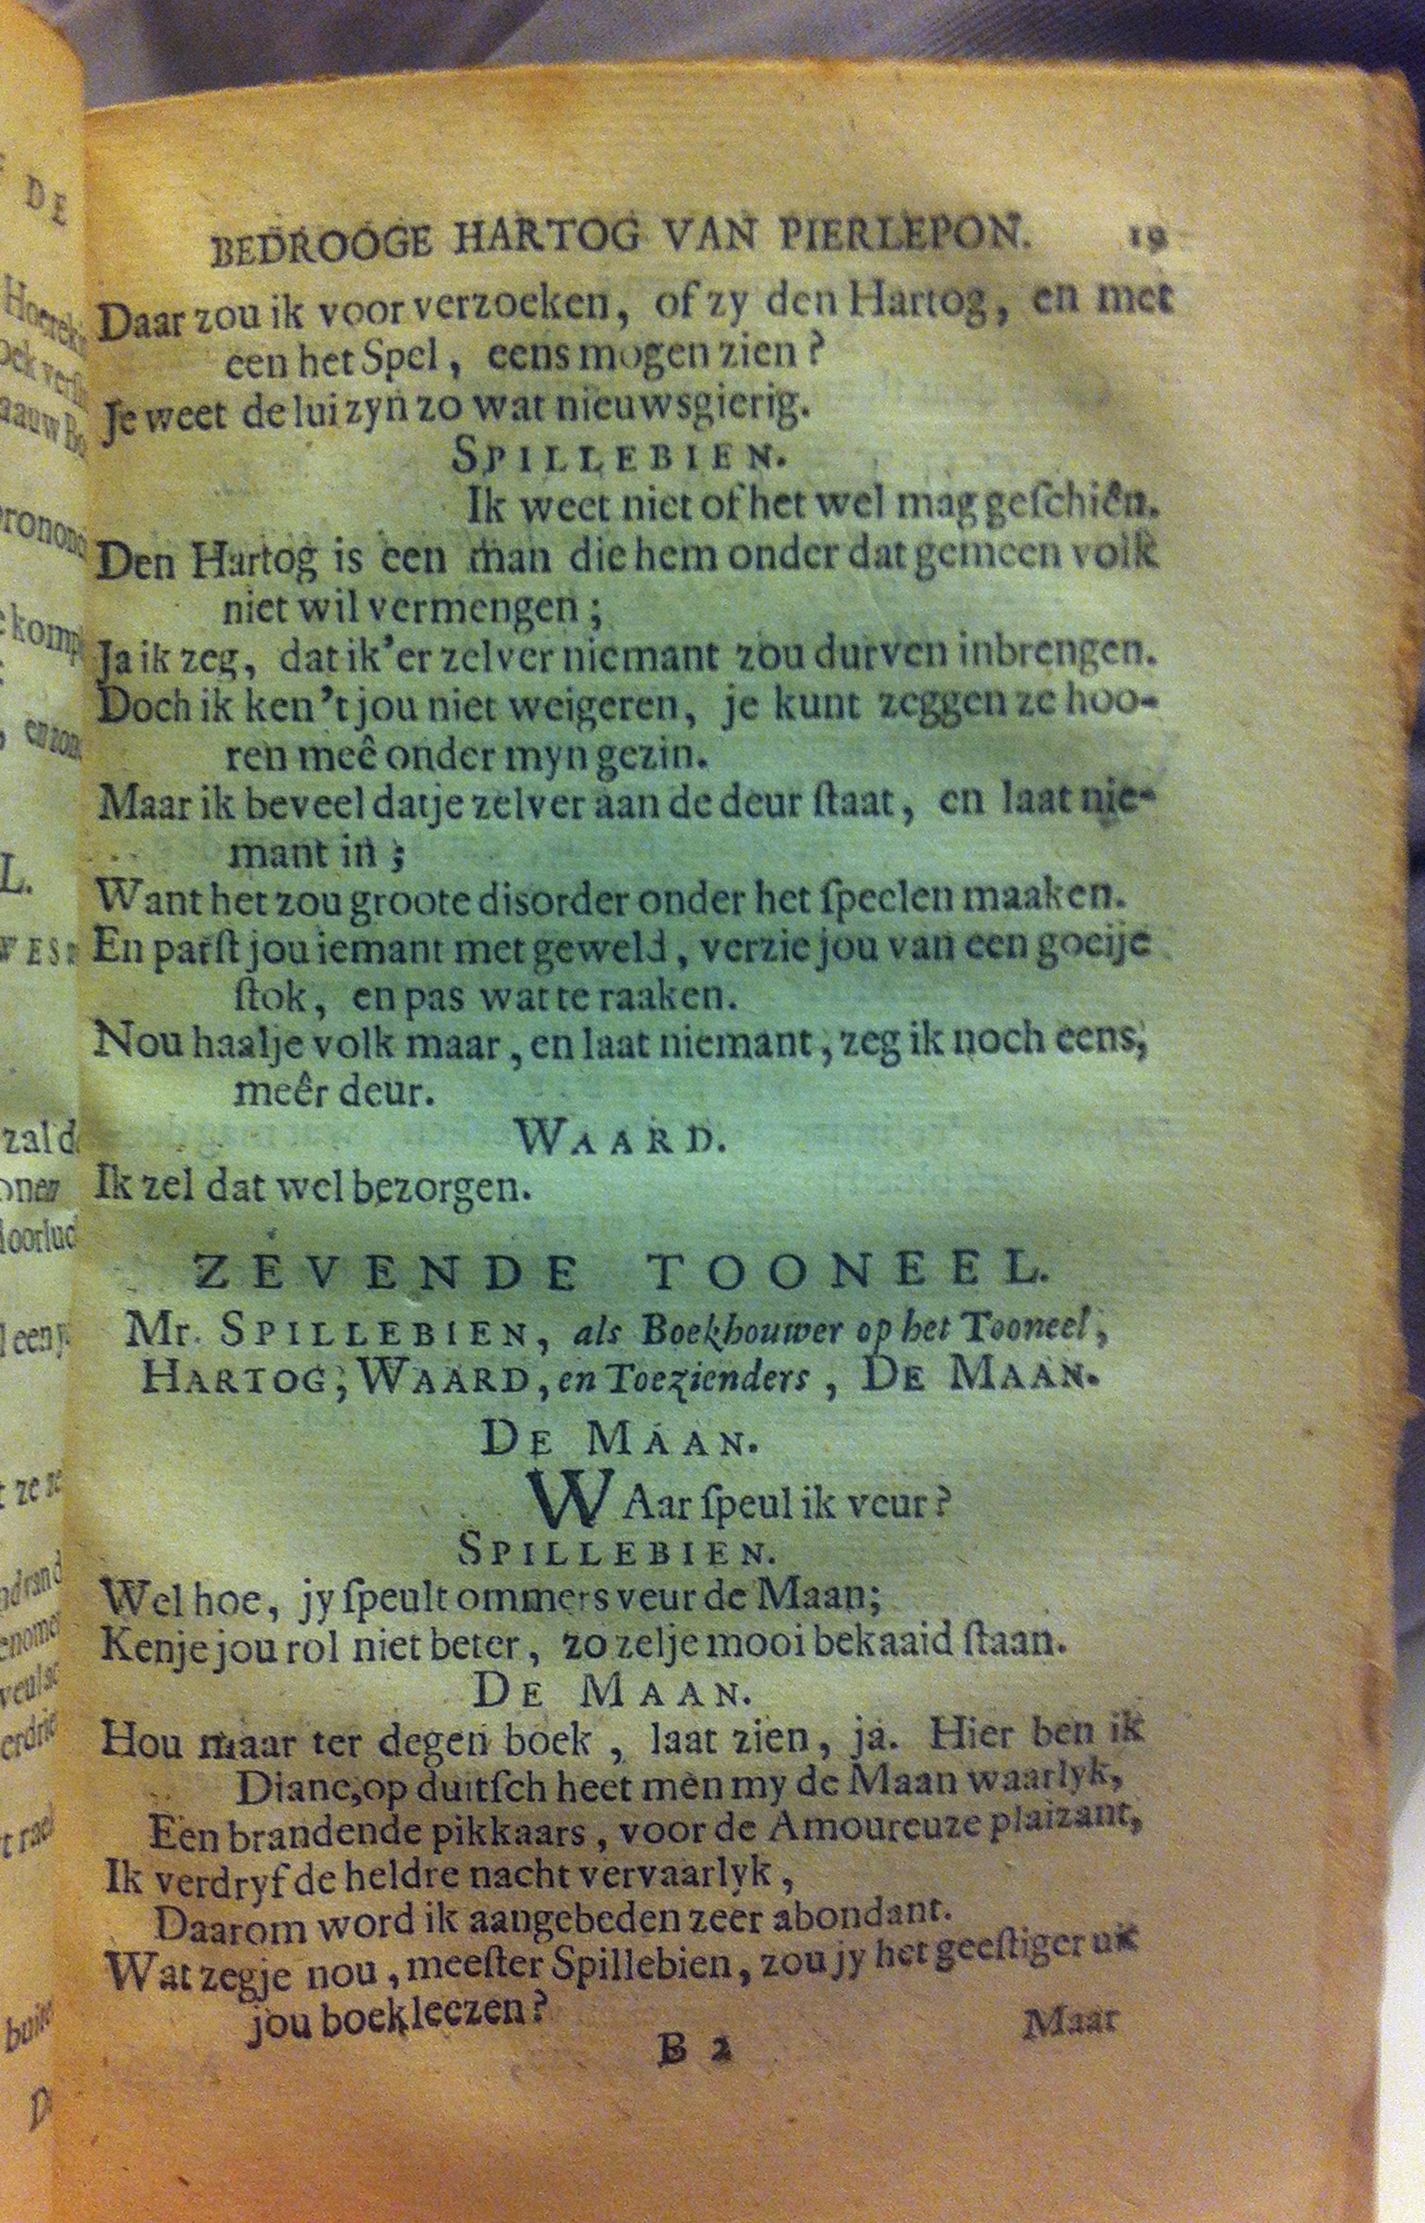 BEDROOGE HARTOG VAN PIERLEPON. 19
Daar zou ik voor verzoeken, of zy den Hartog, en met
een het Spel, eens mogen zien?
Je weet de lui zyn zo wat nieuwsgierig.
SPILLEBIEN.
Ik weet niet of het wel mag geſchiên.
Den Hartog is een man die hem onder dat gemeen volk
niet wil vermengen;
Ja ik zeg, dat ik'er zelver niemant zou durven inbrengen.
Doch ik ken 't jou niet weigeren, je kunt zeggen ze hoo-
ren meê onder myn gezin.
Maar ik beveel datje zelver aan de deur ſtaat, en laat nie-
mant in;
Want het zou groote disorder onder het ſpeelen maaken.
En parſt jou iemant met geweld, verzie jou van een goeije
ſtok, en pas wat te raaken.
Nou haalje volk maar, en laat niemant, zeg ik noch eens,
meêr deur.
WAARD.
Ik zel dat wel bezorgen.
ZEVENDE TOONEEL.
Mr. SPILLEBIEN, als Boekhouwer op het Tooneel,
HARTOG, WAARD, en Toezienders, DE MAAN.
DE MAAN.
WAar ſpeul ik veur?
SPILLEBIEN.
Wel hoe, jy ſpeult ommers veur de Maan;
Kenje jou rol niet beter, zo zelje mooi bekaaid ſtaan.
DE MAAN.
Hou maar ter degen boek, laat zien, ja. Hier ben ik
Diane, op duitſch heet men my de Maan waarlyk,
Een brandende pikkaars, voor de Amoureuze plaizant,
Ik verdryf de heldre nacht vervaarlyk,
Daarom word ik aangebeden zeer abondant.
Wat zegje nou, meeſter Spillebien, zou jy het geeſtiger uit
jou boek leezen?
B 2 Maar